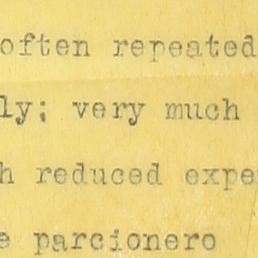 often repeated
ly; very much
h reduced expe
e parcionero